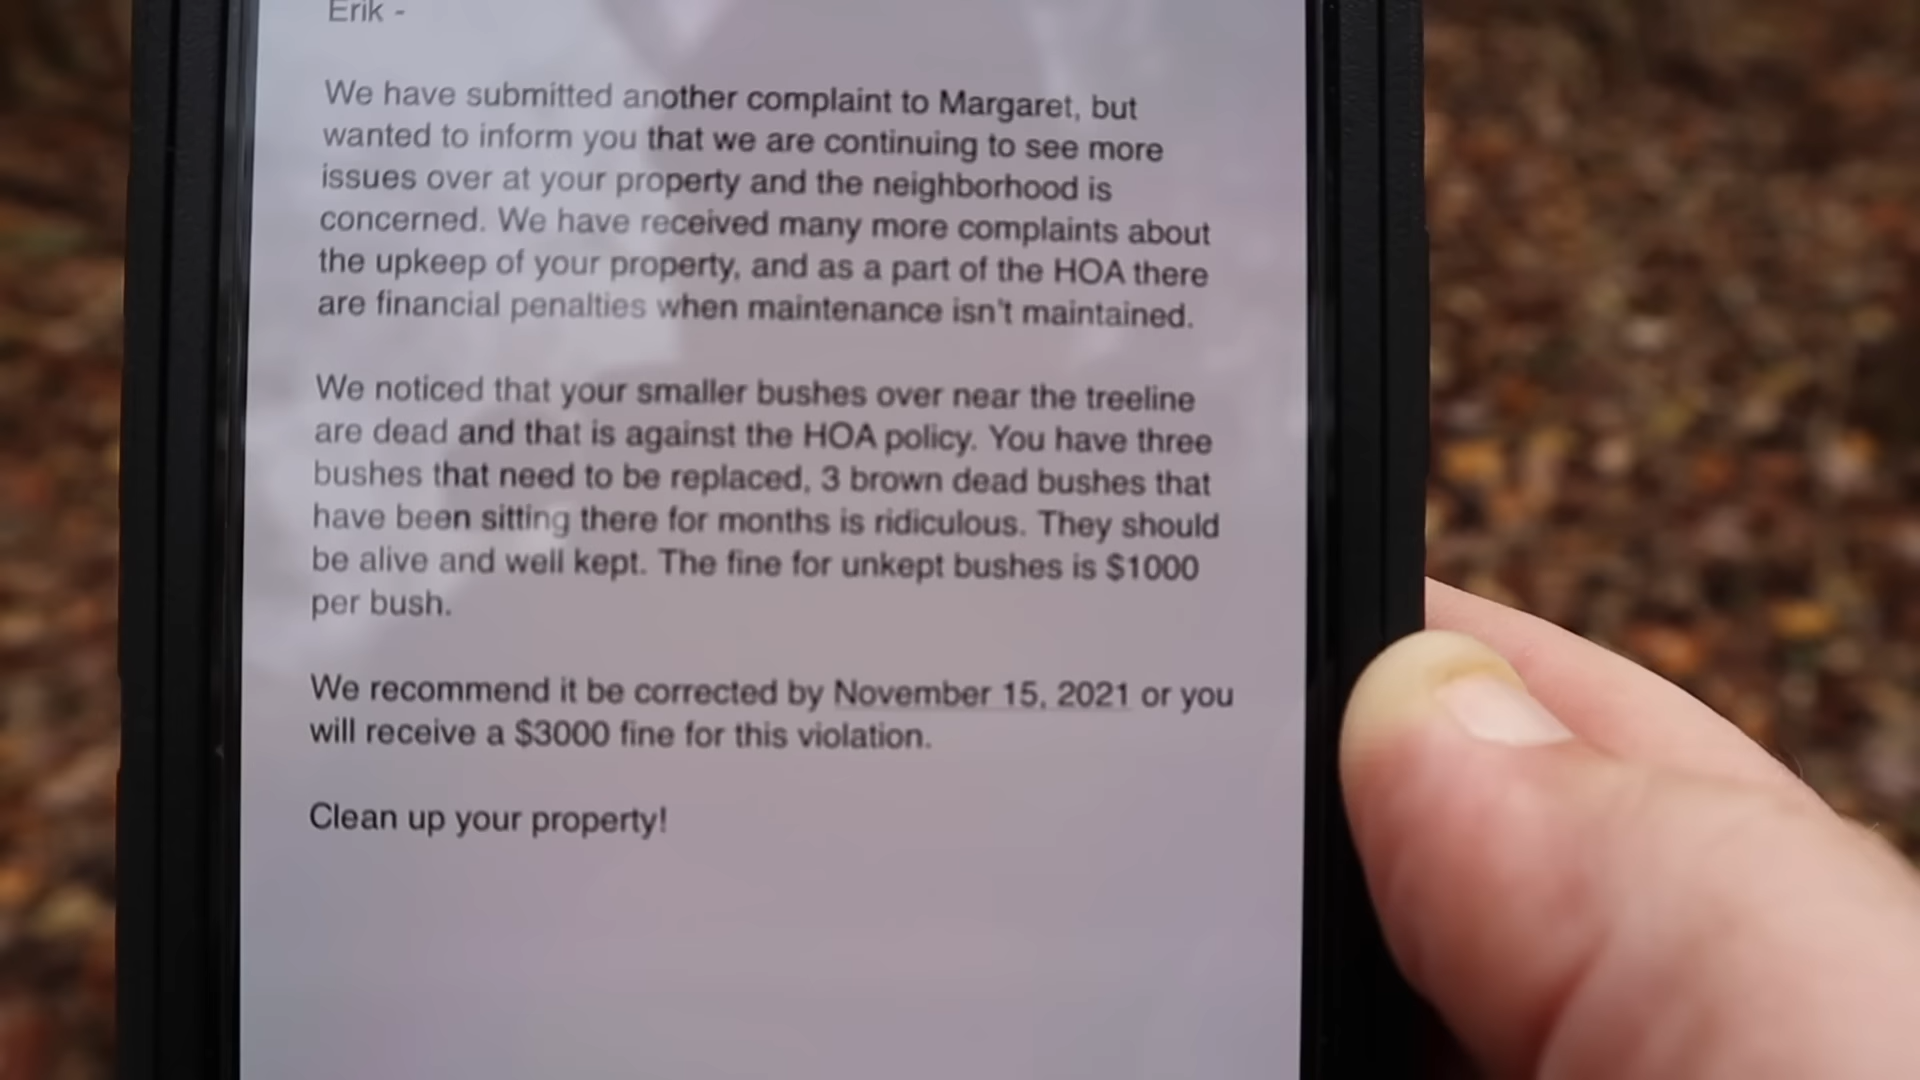 Erik -
We have submitted another complaint to Margaret, but
wanted to inform you that we are continuing to see more
issues over at your property and the neighborhood is
concerned. We have received many more complaints about
the upkeep of your property, and as a part of the HOA there
are financial penalties when maintenance isn't maintained.
We noticed that your smaller bushes over near the treeline
are dead and that is against the HOA policy. You have three
bushes that need to be replaced, 3 brown dead bushes that
have been sitting there for months is ridiculous. They should
be alive and well kept. The fine for unkept bushes is $1000
per bush.
We recommend it be corrected by November 15, 2021 or you
will receive a $3000 fine for this violation.
Clean up your property!